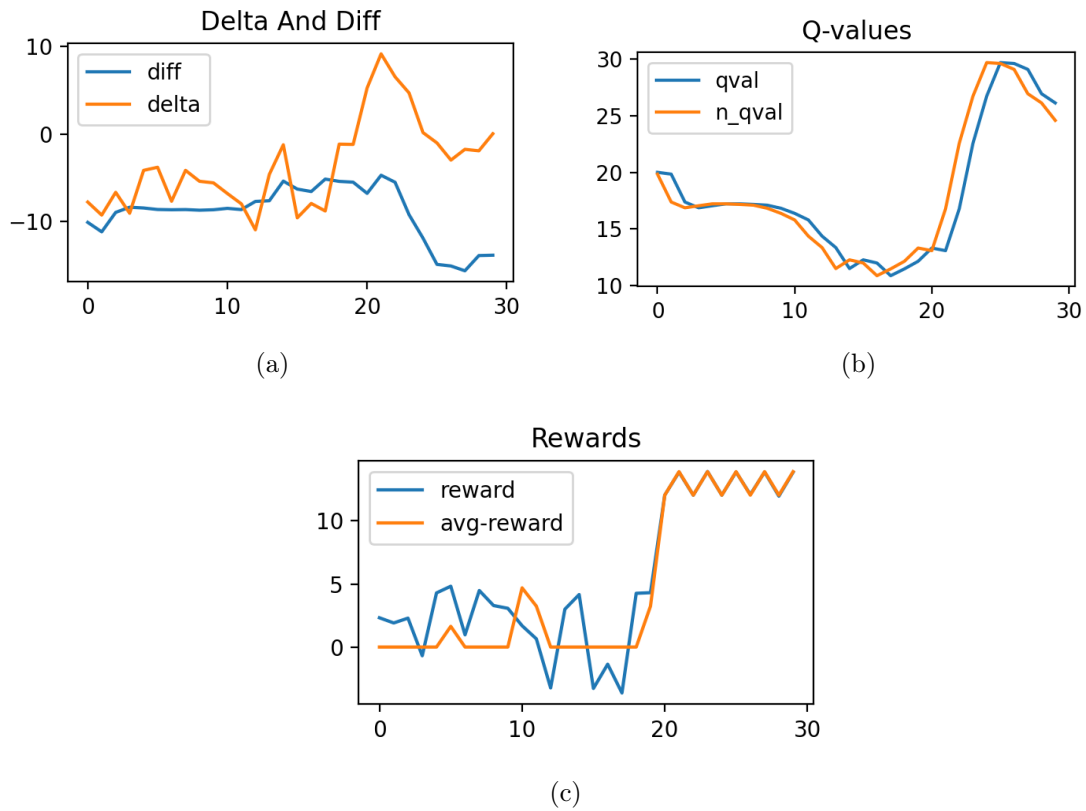 Delta And Diff
diff
delta
10
0
−10
0
10
20
30
(a)
Q-values
qval
n_qval
30
25
20
15
10
0
10
20
30
(b)
Rewards
reward
avg-reward
10
5
0
0
10
20
30
(c)